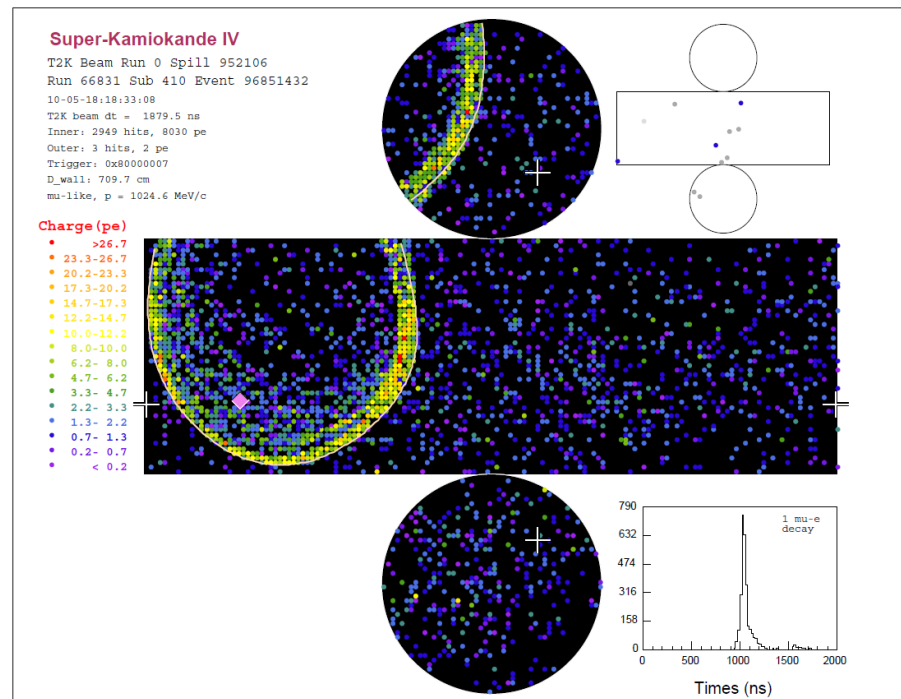 Super-Kamiokande IV
T2K Beam Run 0 Spill 952106
Run 66831 Sub 410 Event 96851432
10-05-18:18:33:08
T2K beam dt =  1879.5 ns
Inner: 2949 hits, 8030 pe
Outer: 3 hits, 2 pe
Trigger: 0x80000007
D_wall: 709.7 cm
mu-like, p = 1024.6 MeV/c
Charge(pe)
>26.7
23.3-26.7
20.2-23.3
17.3-20.2
14.7-17.3
12.2-14.7
10.0-12.2
8.0-10.0
6.2- 8.0
4.7- 6.2
3.3- 4.7
2.2- 3.3
1.3- 2.2
0.7- 1.3
0.2- 0.7
< 0.2
790
632
474
316
158
0
1 mu-e
decay
0 500 1000 1500 2000
Times (ns)